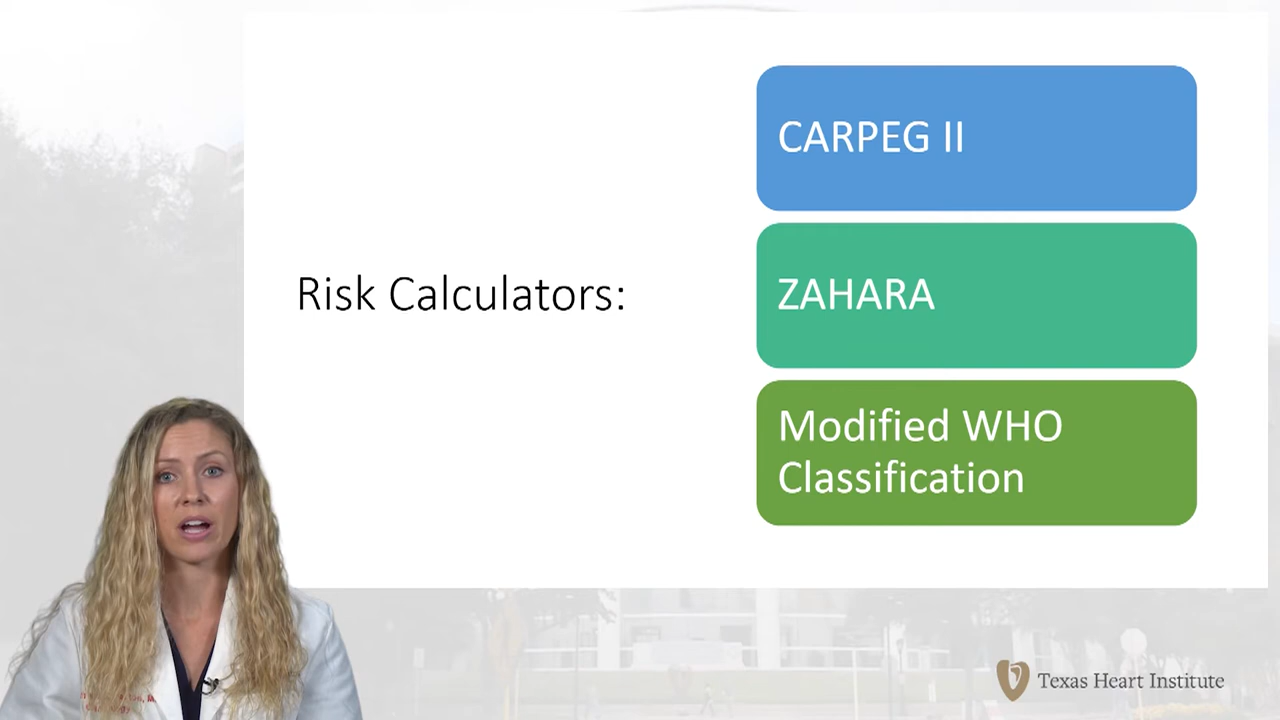 CARPEG II
Risk Calculators:
ZAHARA
Modified WHO
Classification
Texas Heart Institute